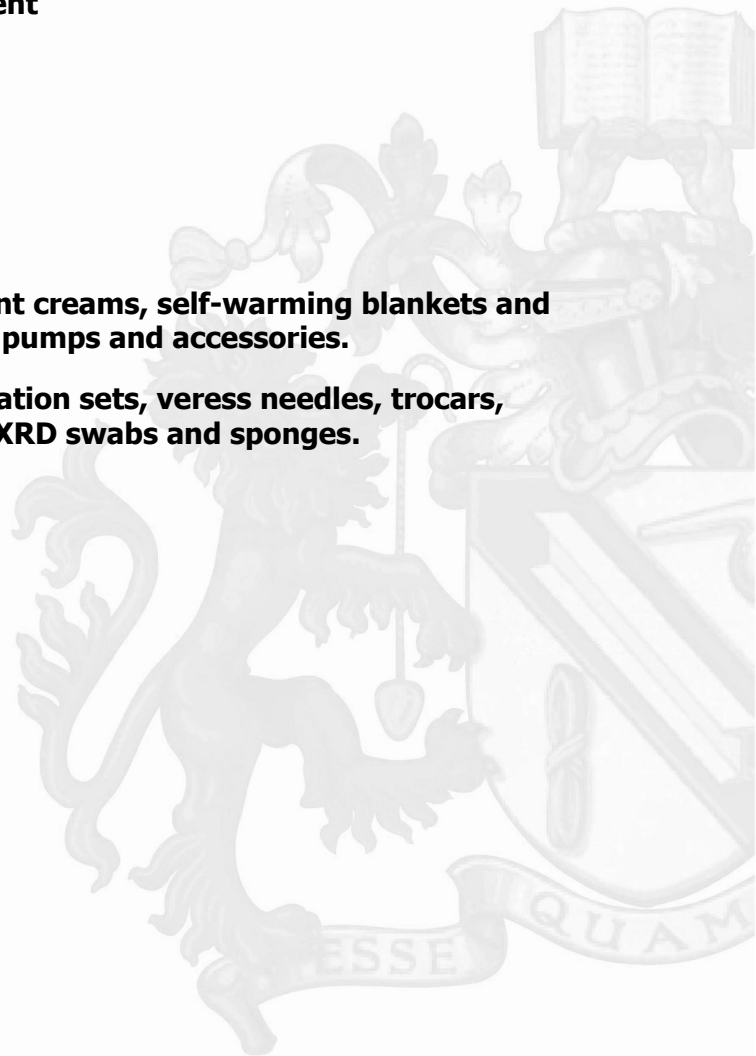 ent
nt creams, self-warming blankets and
pumps and accessories.
ation sets, veress needles, trocars,
XRD swabs and sponges.
ESSE
QUAM